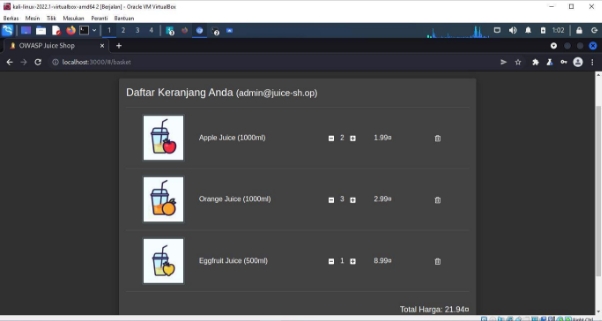 kali-linux-2022.1-virtualbox-amd64 2 [Berjalan] - Oracle VM VirtualBox
Berkas Mesin Tilik Masukan Peranti Bantuan
1 2 3 4 1:02
OWASP Juice Shop
localhost:3000/#/basket
Daftar Keranjang Anda (admin@juice-sh.op)
Apple Juice (1000ml) 2 1.99¤
Orange Juice (1000ml) 3 2.99¤
Eggfruit Juice (500ml) 1 8.99¤
Total Harga: 21.94¤